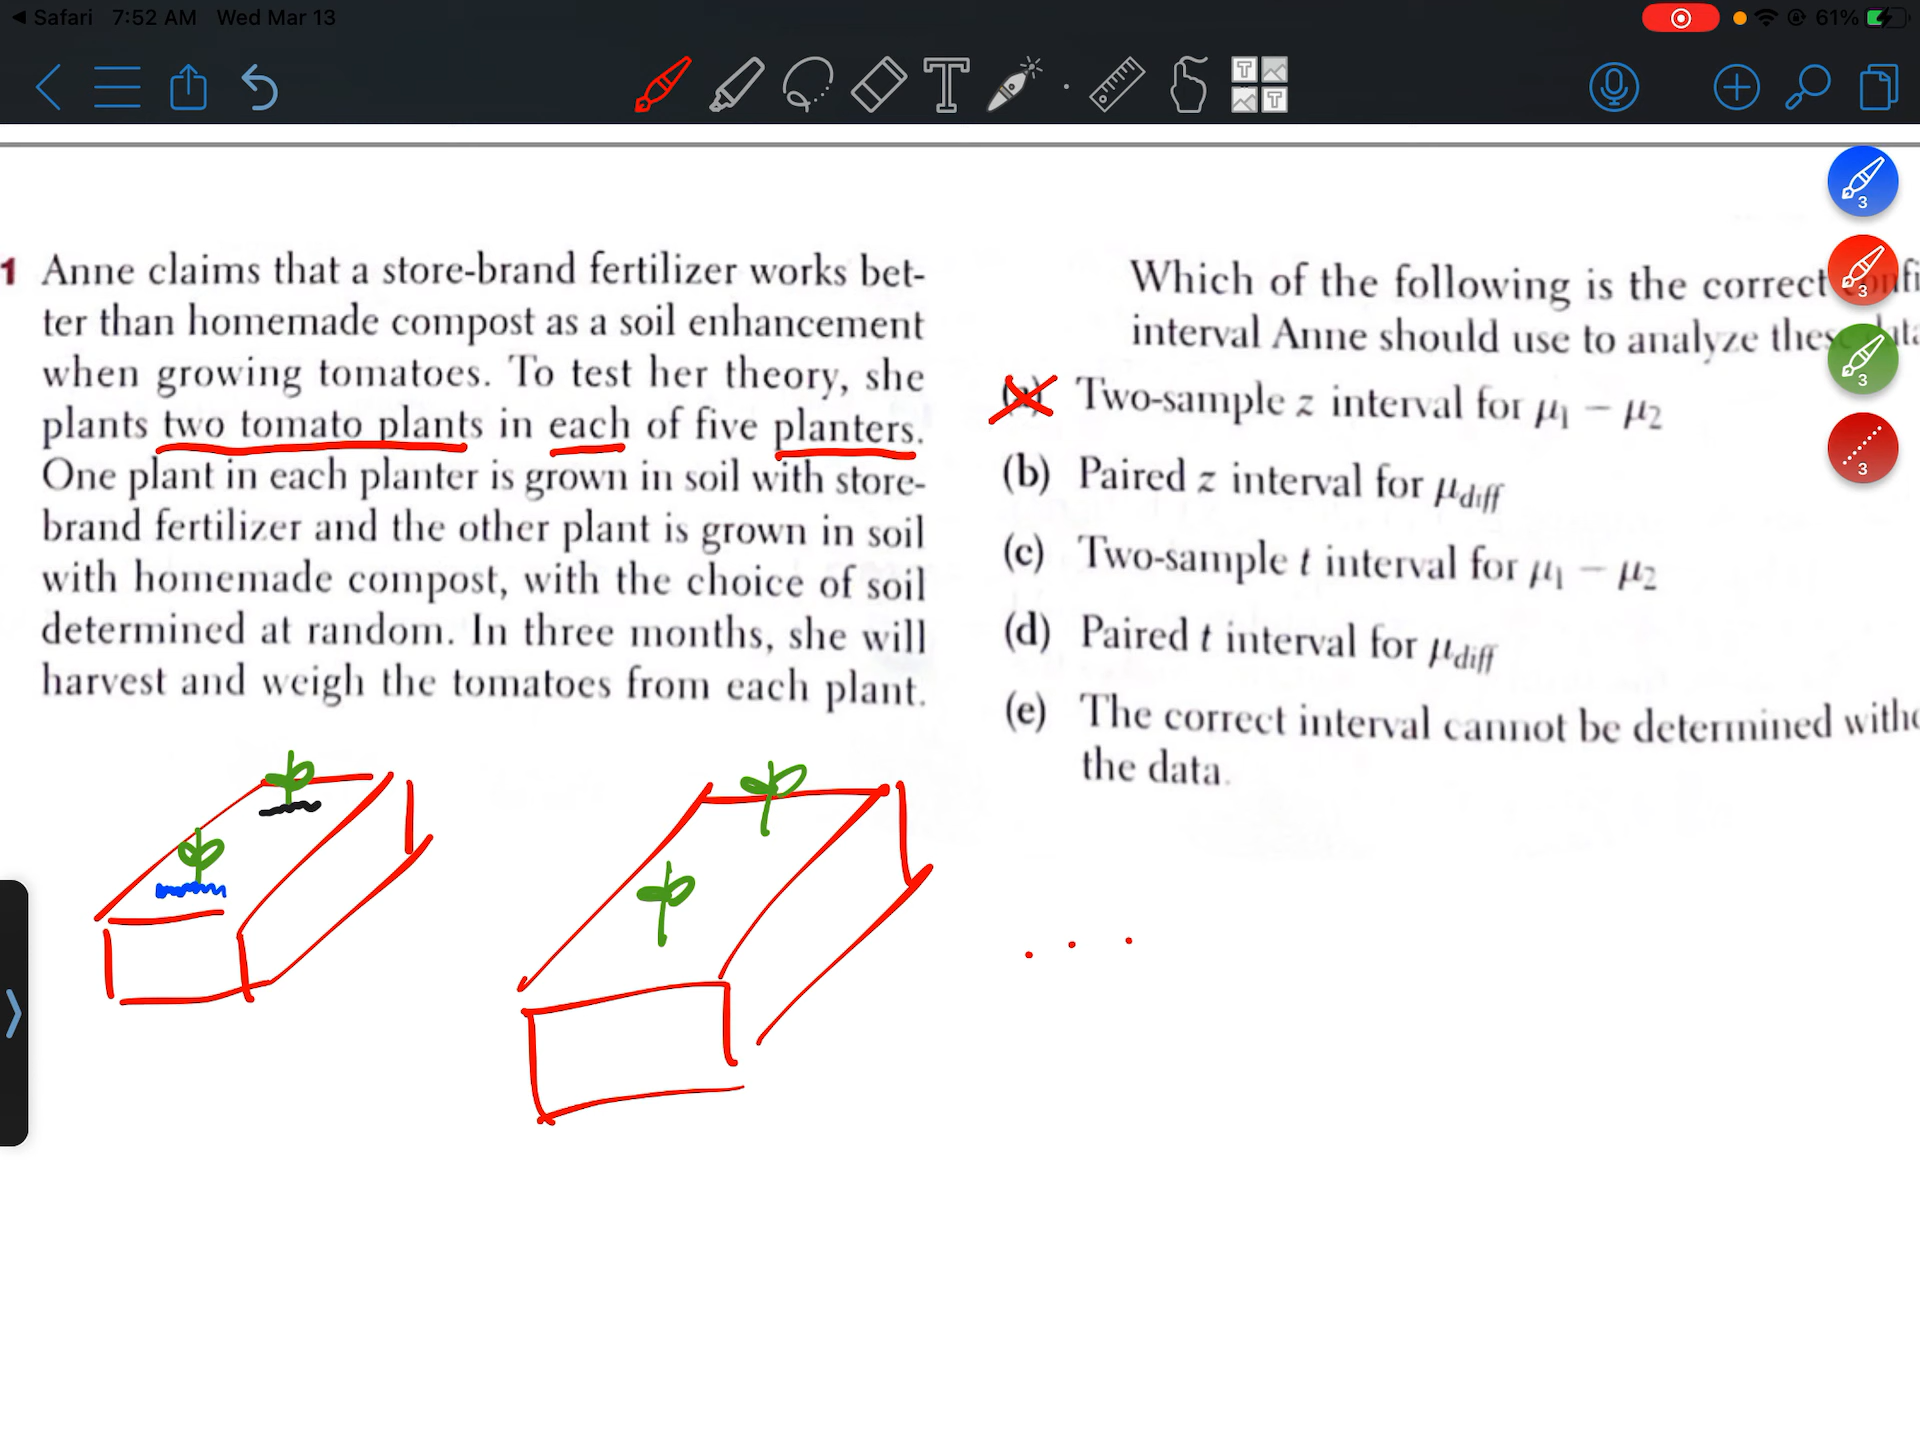 Safari 7:52 AM Wed Mar 13
61%
T
T
T
3
3
3
3
1 Anne claims that a store-brand fertilizer works bet-
ter than homemade compost as a soil enhancement
when growing tomatoes. To test her theory, she
plants two tomato plants in each of five planters.
One plant in each planter is grown in soil with store-
brand fertilizer and the other plant is grown in soil
with homemade compost, with the choice of soil
determined at random. In three months, she will
harvest and weigh the tomatoes from each plant.
Which of the following is the correct
interval Anne should use to analyze these
Two-sample z interval for μ1 − μ2
(b) Paired z interval for μdiff
(c) Two-sample t interval for μ1 − μ2
(d) Paired t interval for μdiff
(e) The correct interval cannot be determined
the data.